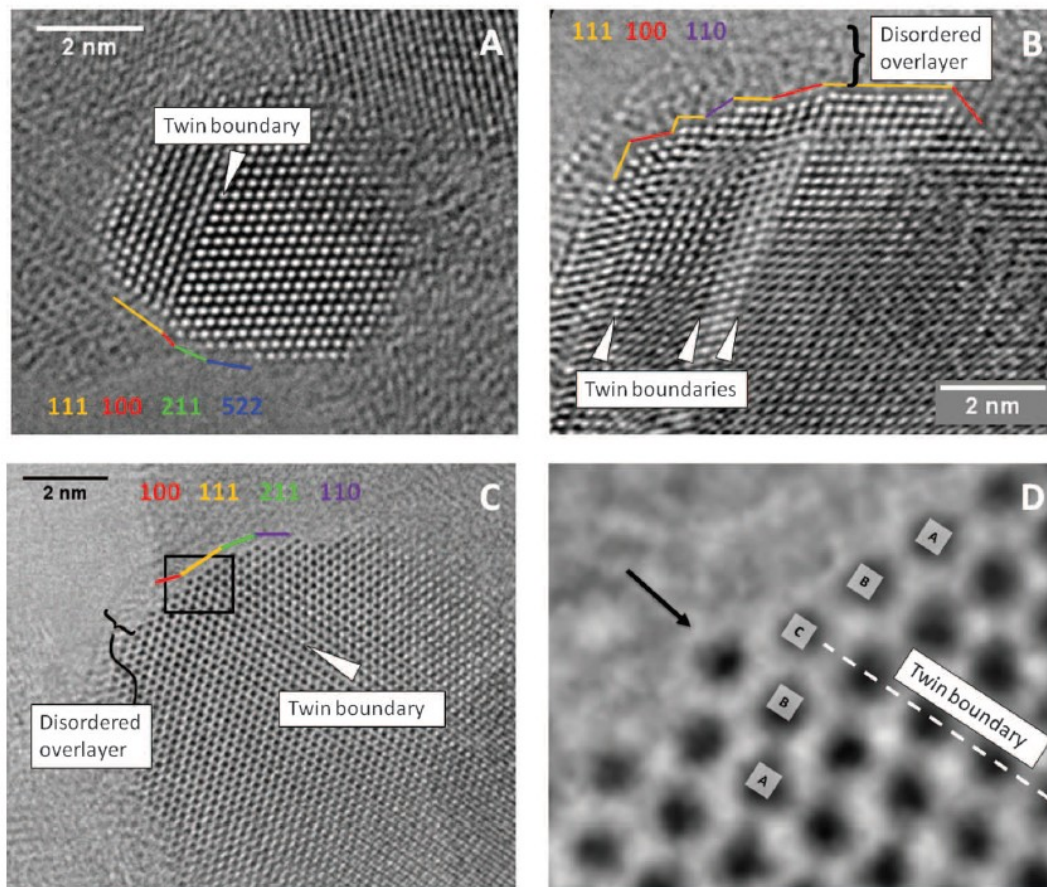 2 nm
A
Twin boundary
111 100 211 522
111 100 110
Disordered
overlayer
B
Twin boundaries
2 nm
2 nm
100 111 211 110
C
Twin boundary
Disordered
overlayer
D
A
B
C
B
A
Twin boundary